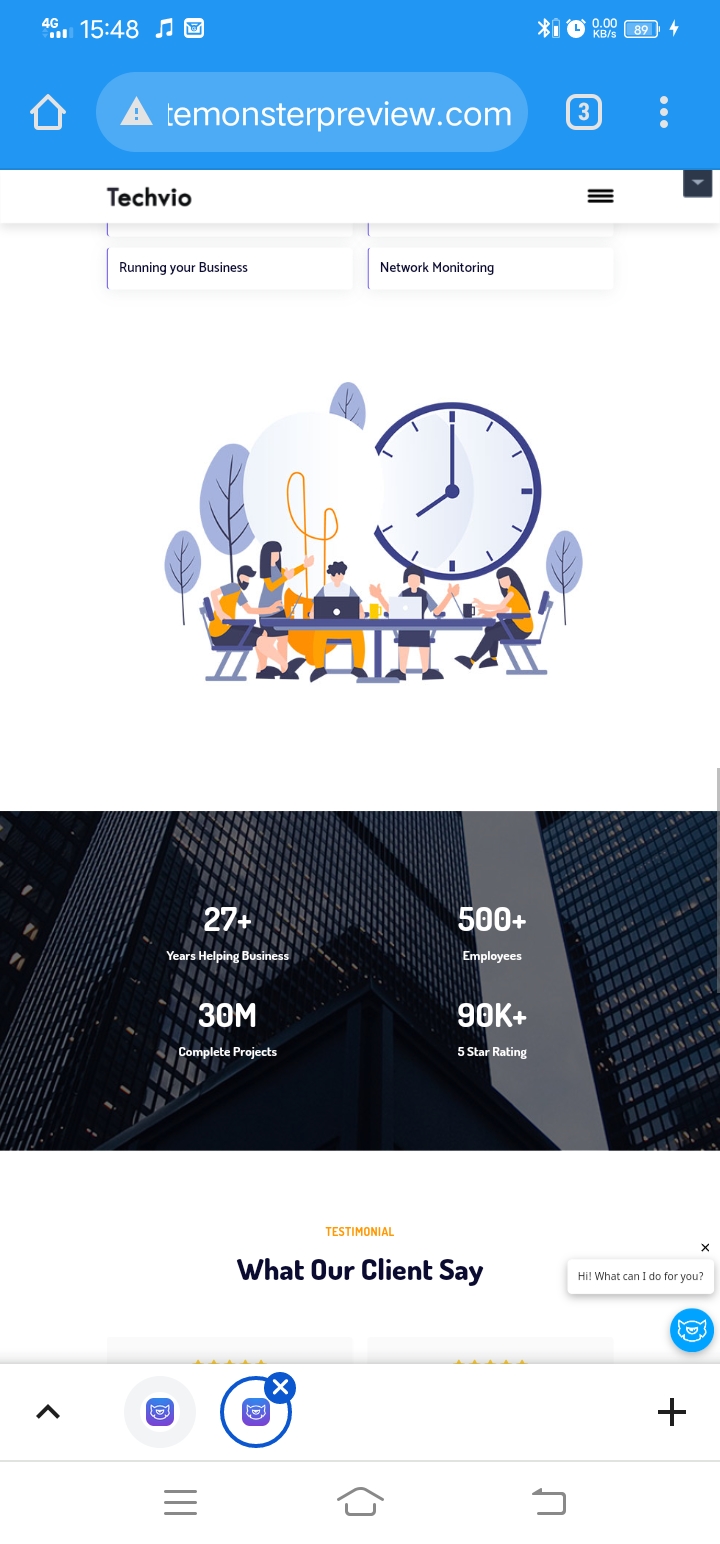 4G 15:48 0.00 KB/s 89
temonsterpreview.com 3
Techvio
Running your Business Network Monitoring
27+ 500+
Years Helping Business Employees
30M 90K+
Complete Projects 5 Star Rating
TESTIMONIAL
What Our Client Say
Hi! What can I do for you?